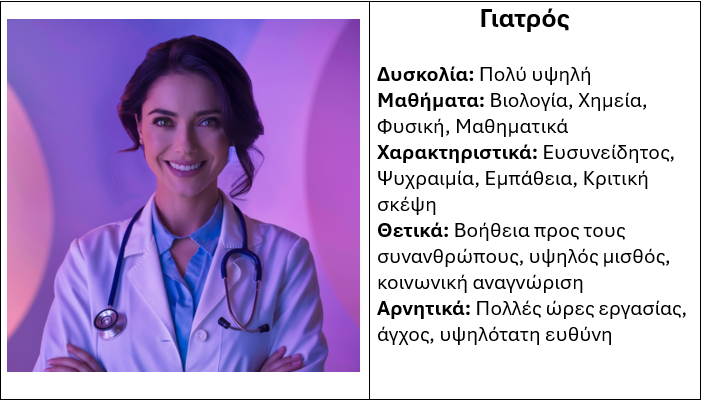 Γιατρός
Δυσκολία: Πολύ υψηλή
Μαθήματα: Βιολογία, Χημεία,
Φυσική, Μαθηματικά
Χαρακτηριστικά: Ευσυνείδητος,
Ψυχραιμία, Εμπάθεια, Κριτική
σκέψη
Θετικά: Βοήθεια προς τους
συνανθρώπους, υψηλός μισθός,
κοινωνική αναγνώριση
Αρνητικά: Πολλές ώρες εργασίας,
άγχος, υψηλότατη ευθύνη